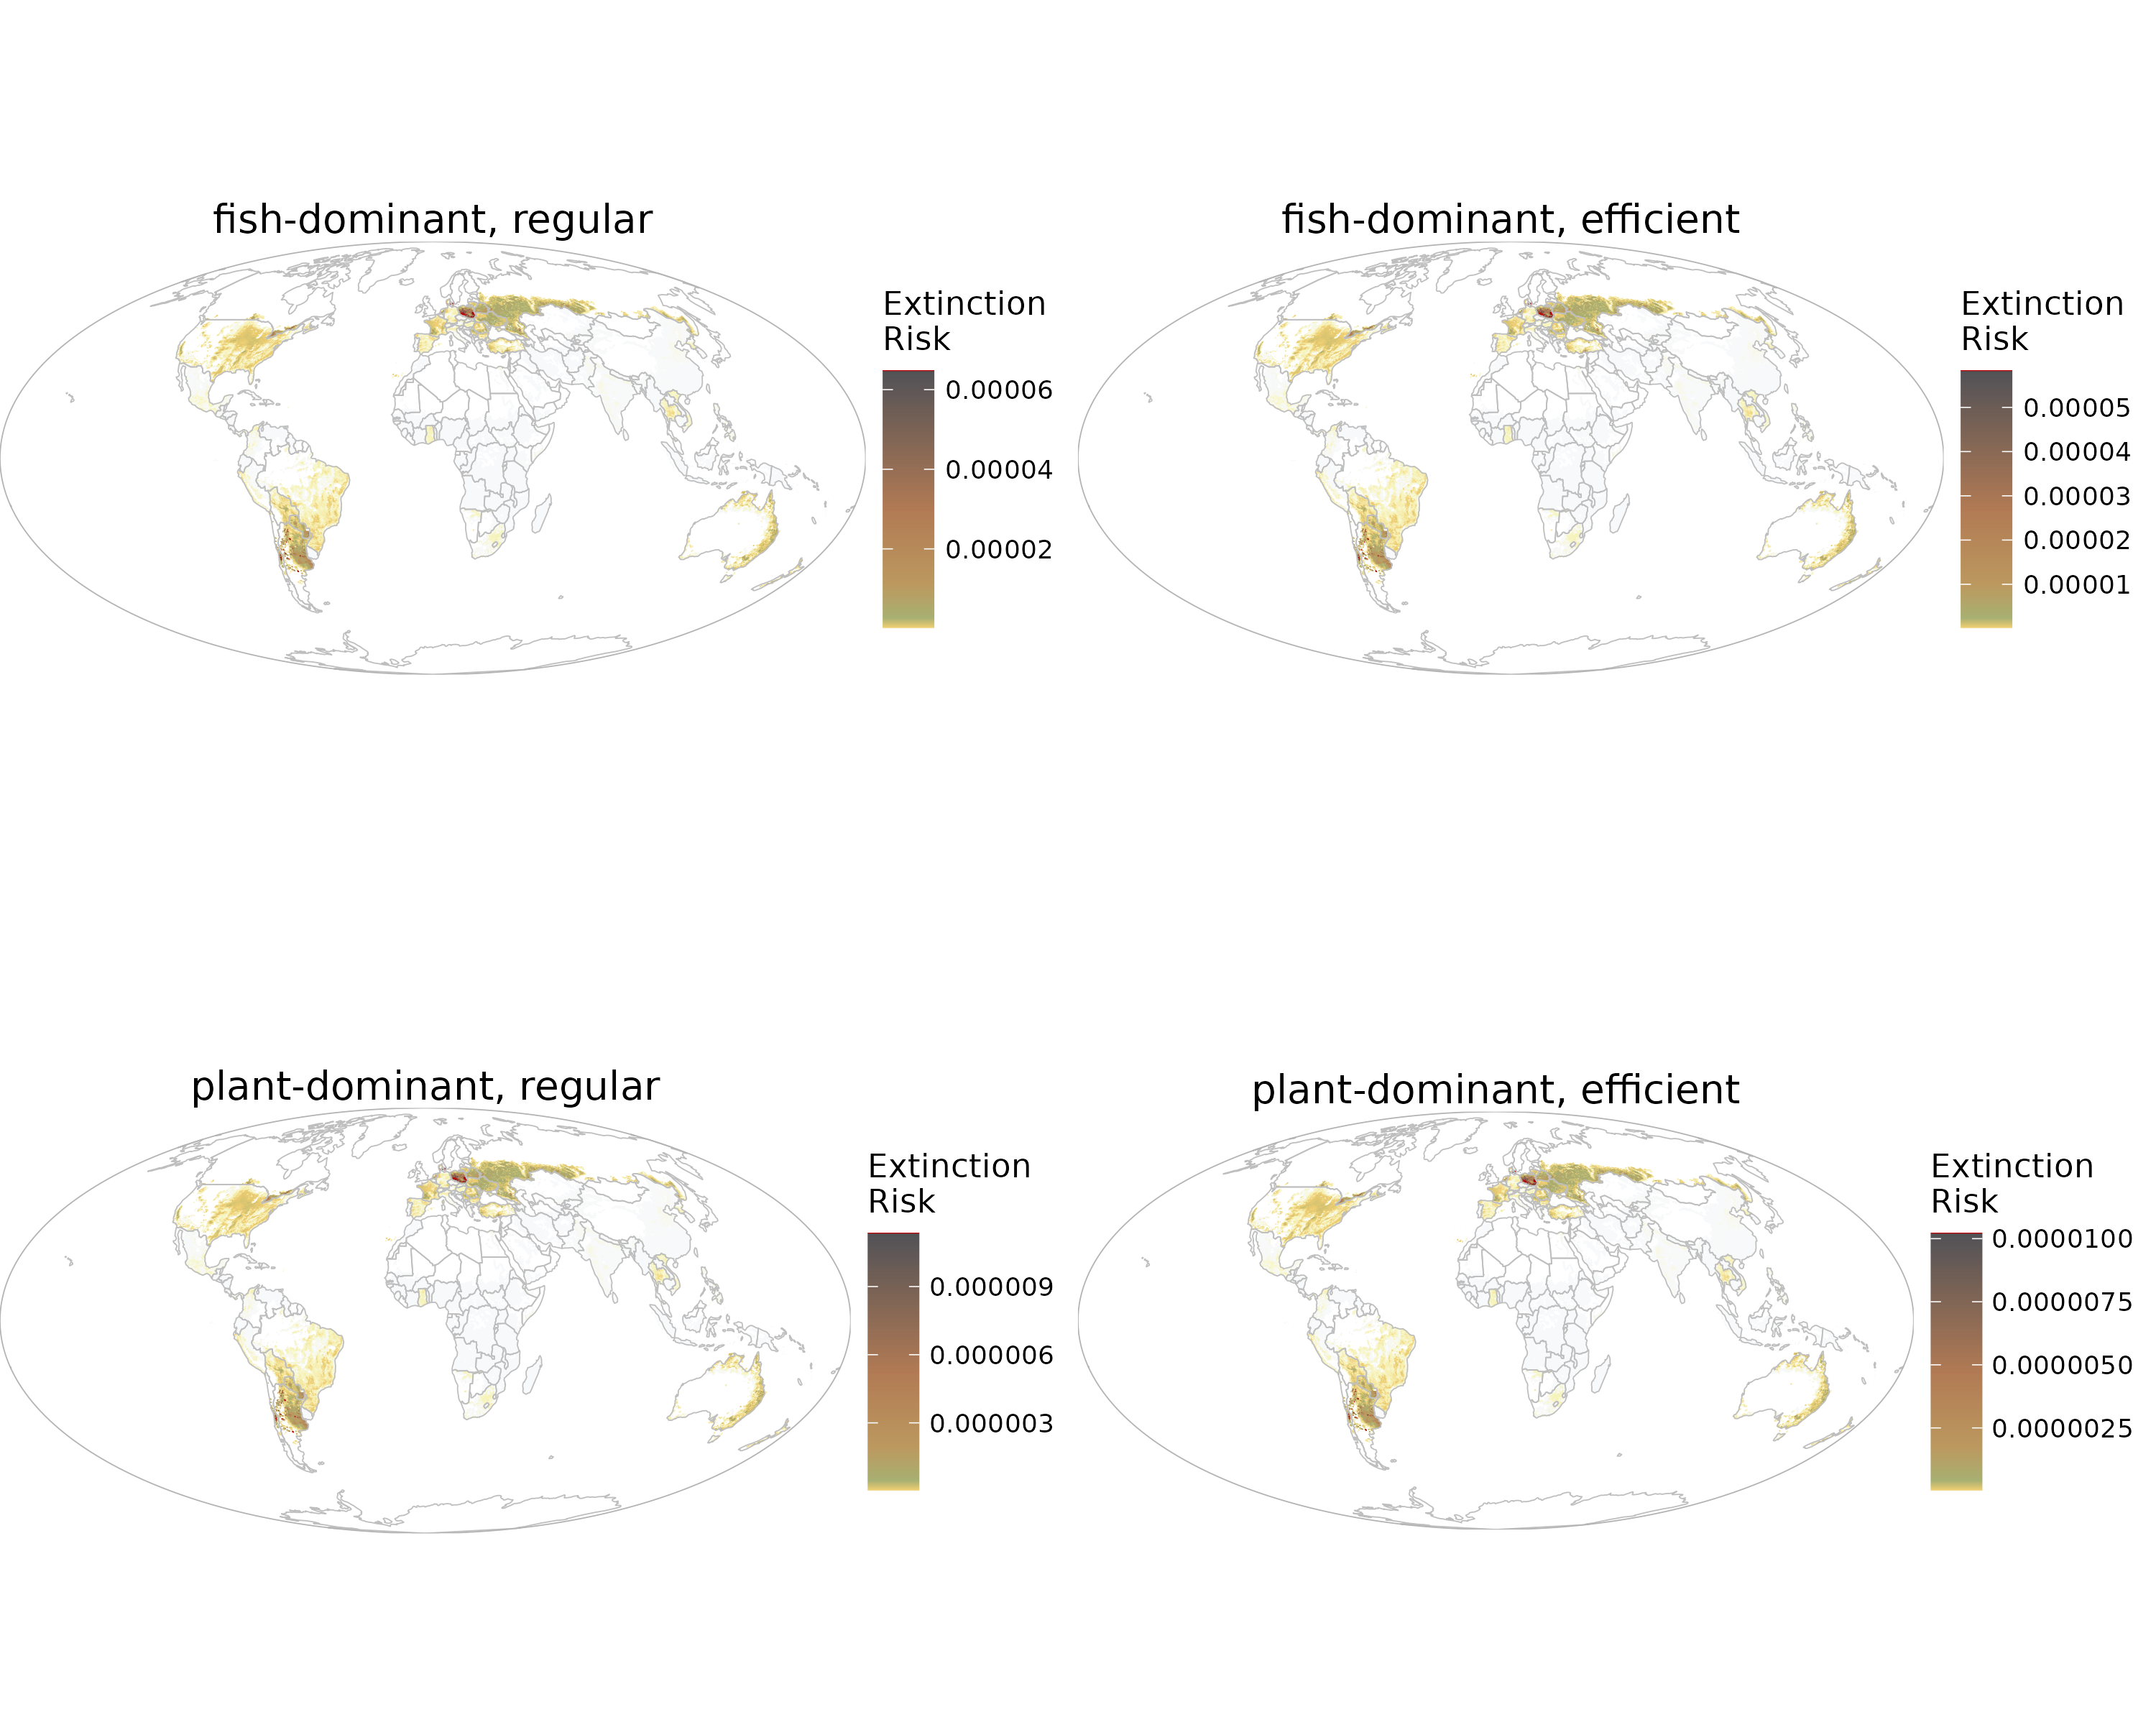 fish-dominant, regular
Extinction
Risk
0.00006
0.00004
0.00002
fish-dominant, efficient
Extinction
Risk
0.00005
0.00004
0.00003
0.00002
0.00001
plant-dominant, regular
Extinction
Risk
0.000009
0.000006
0.000003
plant-dominant, efficient
Extinction
Risk
0.0000100
0.0000075
0.0000050
0.0000025